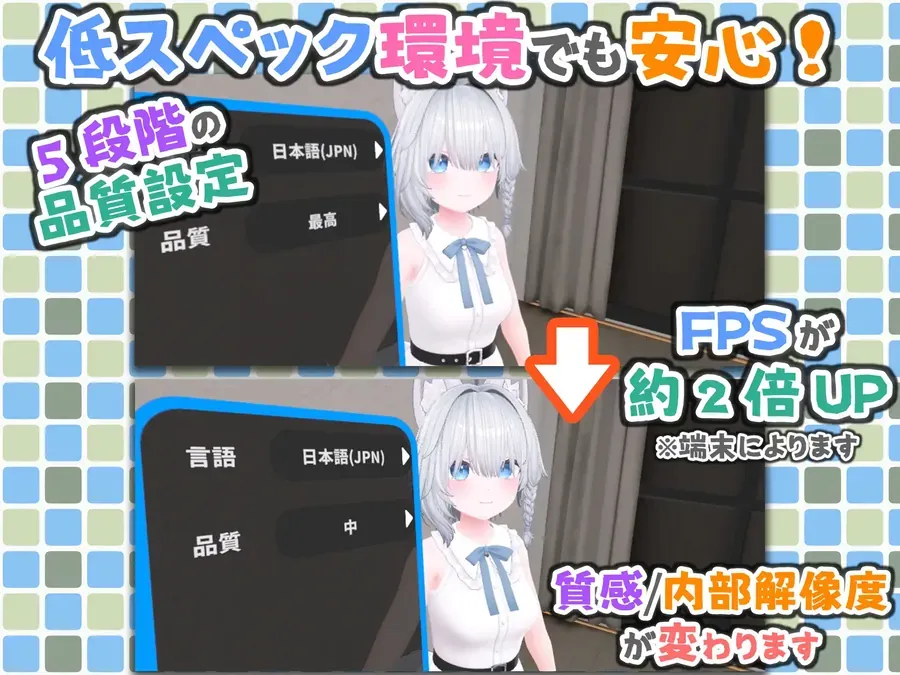 低スペック環境でも安心！
5段階の
品質設定
日本語(JPN)
品質
最高
FPSが
約2倍UP
※端末によります
言語
日本語(JPN)
品質
中
質感/内部解像度
が変わります